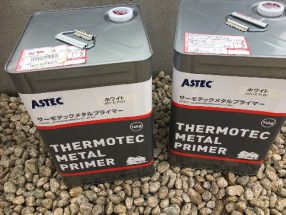 ASTEC
ホワイト
サーモテックメタルプライマー
THERMOTEC
METAL
PRIMER
16kg
ASTEC
ホワイト
サーモテックメタルプライマー
THERMOTEC
METAL
PRIMER